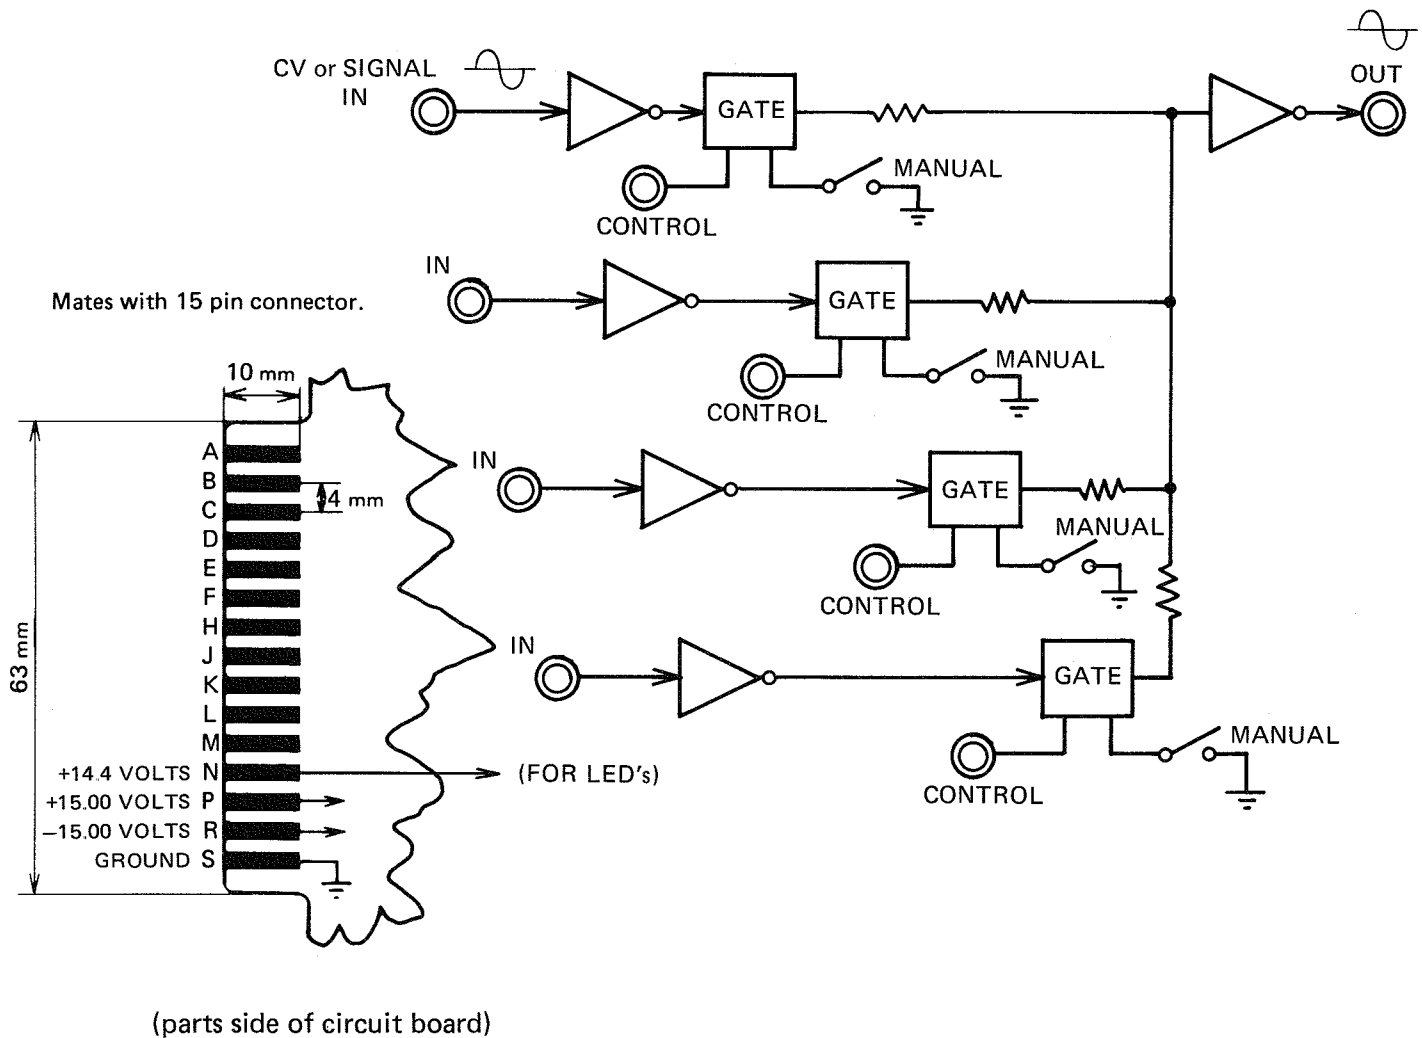 CV or SIGNAL
IN
GATE
OUT
MANUAL
CONTROL
IN
GATE
MANUAL
CONTROL
Mates with 15 pin connector.
10 mm
63 mm
4 mm
A
B
C
D
E
F
H
J
K
L
M
+14.4 VOLTS N
(FOR LED's)
+15.00 VOLTS P
−15.00 VOLTS R
GROUND S
IN
GATE
MANUAL
CONTROL
IN
GATE
MANUAL
CONTROL
(parts side of circuit board)